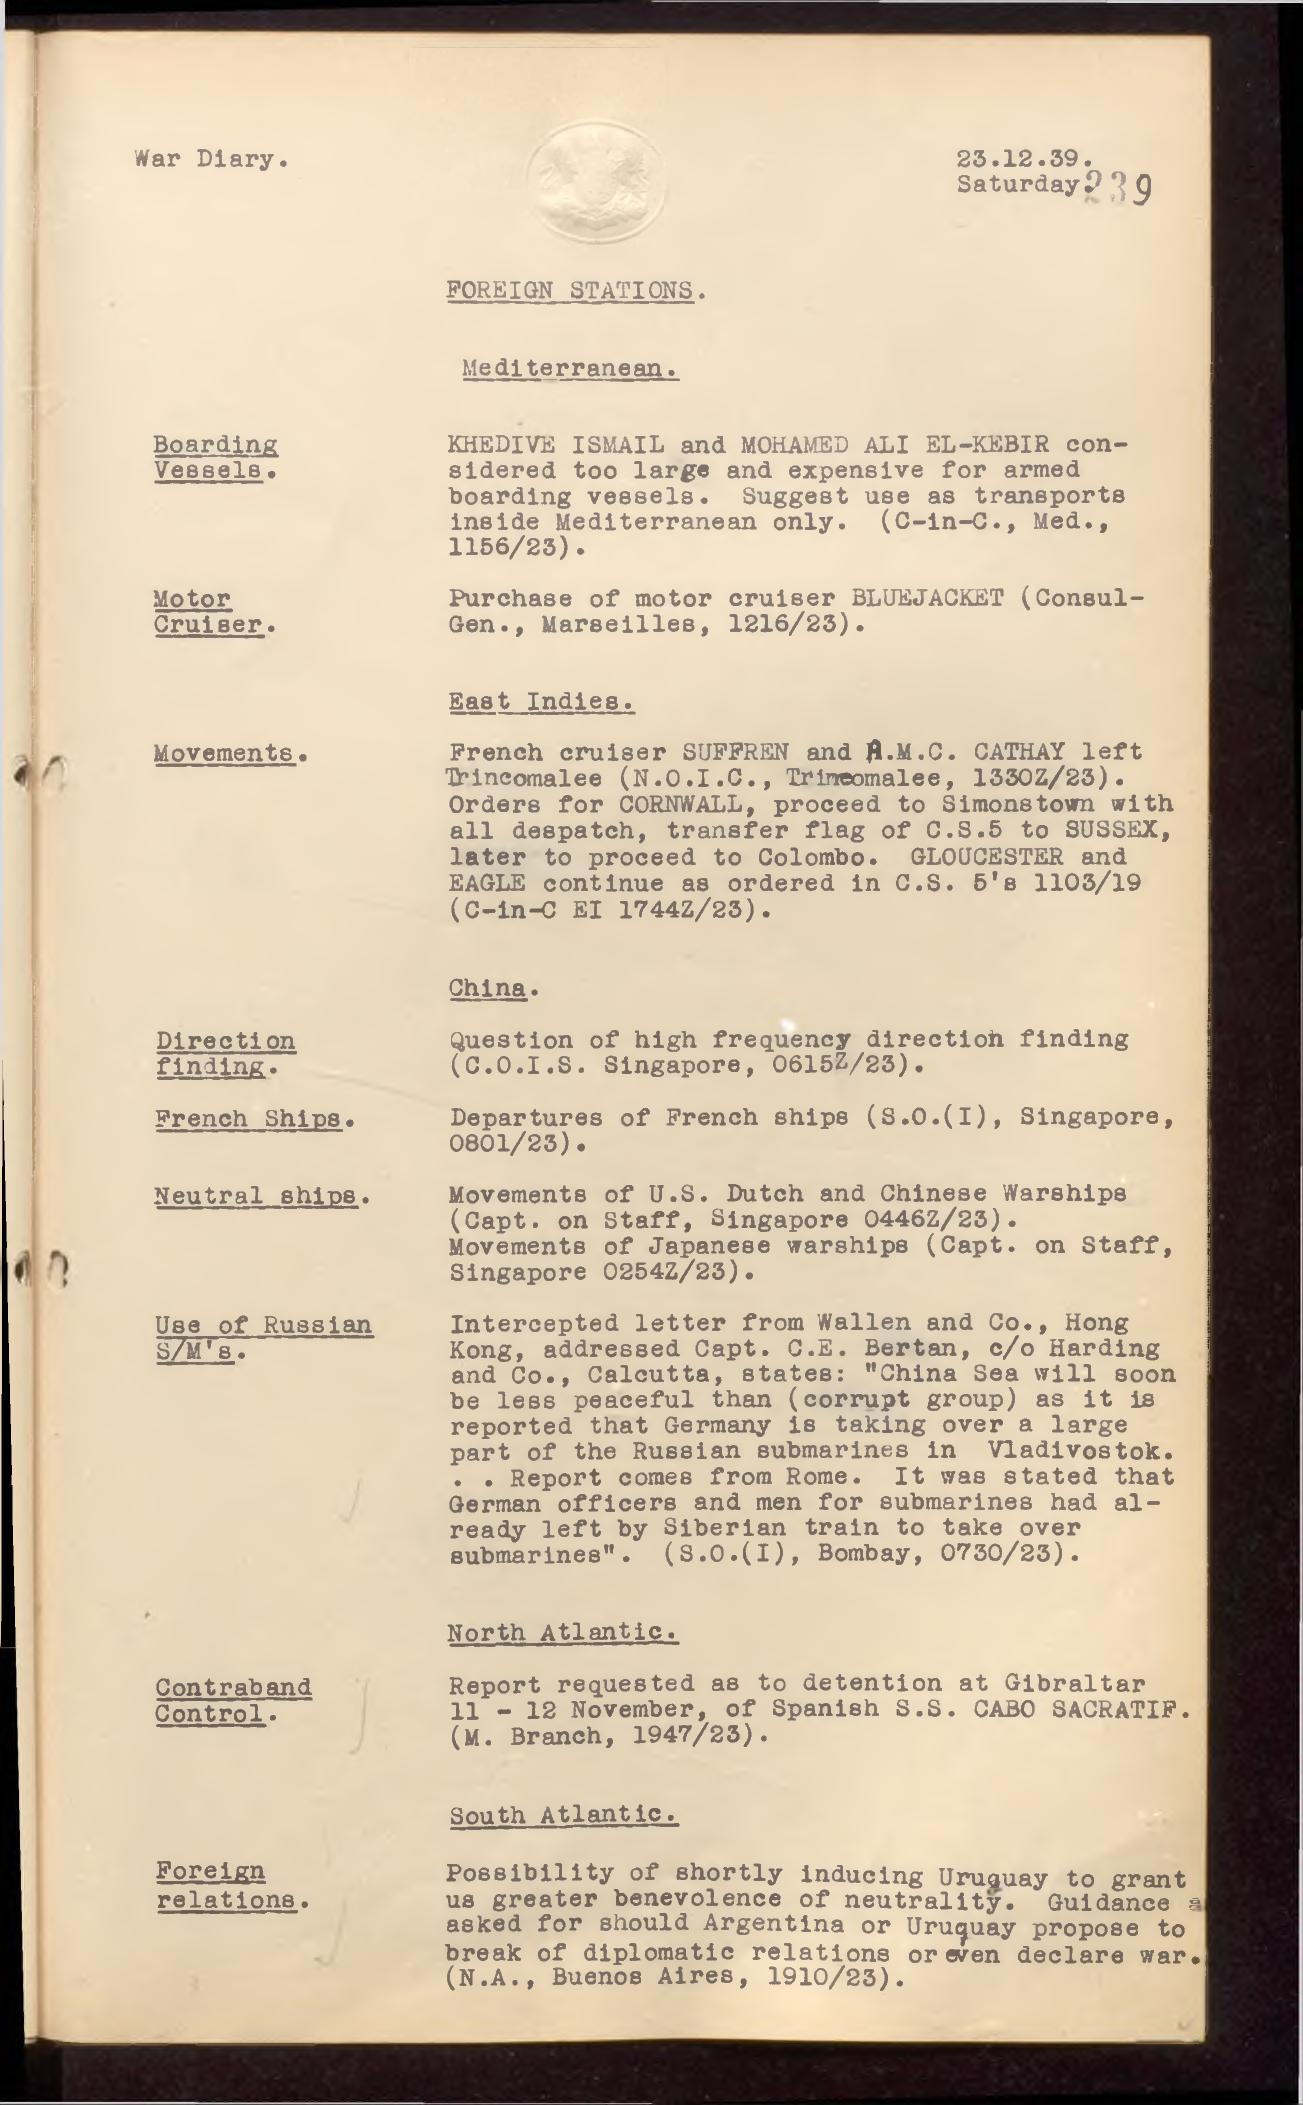 War Diary.
23.12.39.
Saturday.
239
FOREIGN STATIONS.
Mediterranean.
Boarding
Vessels.
KHEDIVE ISMAIL and MOHAMED ALI EL-KEBIR con-
sidered too large and expensive for armed
boarding vessels. Suggest use as transports
inside Mediterranean only. (C-in-C., Med.,
1156/23).
Motor
Cruiser.
Purchase of motor cruiser BLUEJACKET (Consul-
Gen., Marseilles, 1216/23).
East Indies.
Movements.
French cruiser SUFFREN and A.M.C. CATHAY left
Trincomalee (N.O.I.C., Trincomalee, 1330Z/23).
Orders for CORNWALL, proceed to Simonstown with
all despatch, transfer flag of C.S.5 to SUSSEX,
later to proceed to Colombo. GLOUCESTER and
EAGLE continue as ordered in C.S. 5's 1103/19
(C-in-C EI 1744Z/23).
China.
Direction
finding.
Question of high frequency direction finding
(C.O.I.S. Singapore, 0615Z/23).
French Ships.
Departures of French ships (S.O.(I), Singapore,
0801/23).
Neutral ships.
Movements of U.S. Dutch and Chinese Warships
(Capt. on Staff, Singapore 0446Z/23).
Movements of Japanese warships (Capt. on Staff,
Singapore 0254Z/23).
Use of Russian
S/M's.
Intercepted letter from Wallen and Co., Hong
Kong, addressed Capt. C.E. Bertan, c/o Harding
and Co., Calcutta, states: "China Sea will soon
be less peaceful than (corrupt group) as it is
reported that Germany is taking over a large
part of the Russian submarines in Vladivostok.
. . Report comes from Rome. It was stated that
German officers and men for submarines had al-
ready left by Siberian train to take over
submarines". (S.O.(I), Bombay, 0730/23).
North Atlantic.
Contraband
Control.
Report requested as to detention at Gibraltar
11 - 12 November, of Spanish S.S. CABO SACRATIF.
(M. Branch, 1947/23).
South Atlantic.
Foreign
relations.
Possibility of shortly inducing Uruguay to grant
us greater benevolence of neutrality. Guidance a
asked for should Argentina or Uruquay propose to
break of diplomatic relations or even declare war.
(N.A., Buenos Aires, 1910/23).